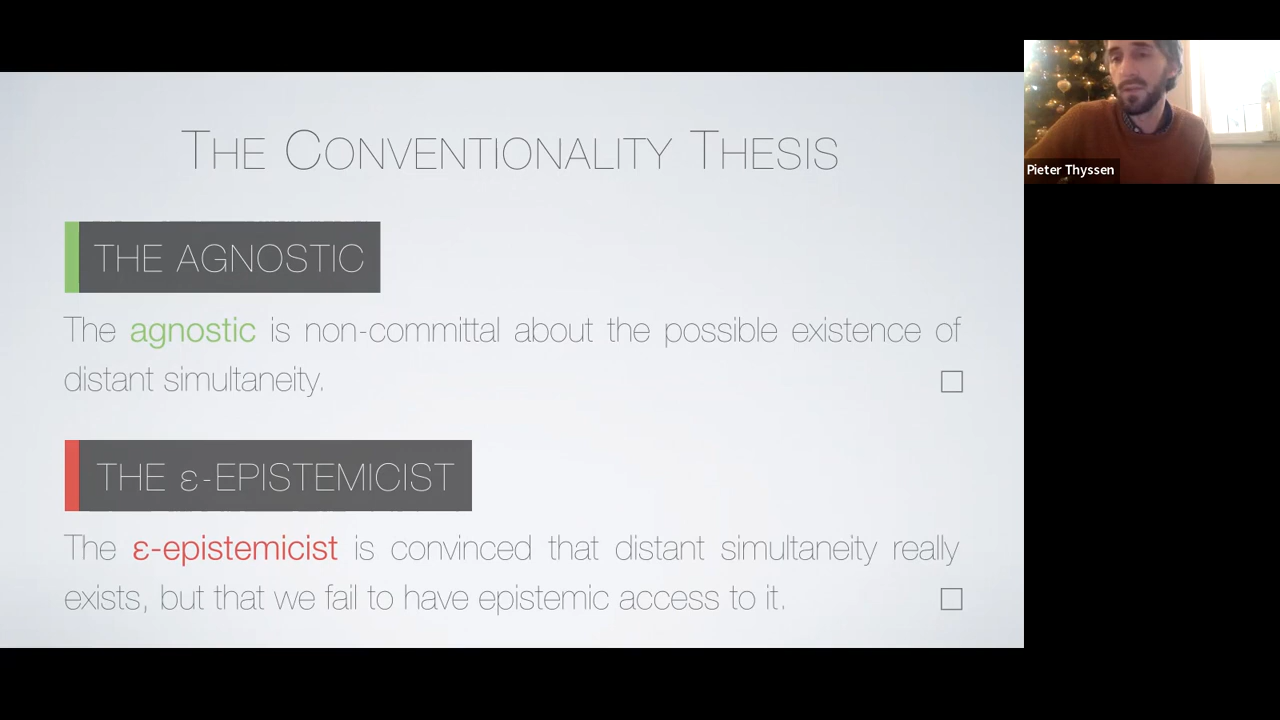 THE CONVENTIONALITY THESIS
THE AGNOSTIC
The agnostic is non-committal about the possible existence of
distant simultaneity.
THE ε-EPISTEMICIST
The ε-epistemicist is convinced that distant simultaneity really
exists, but that we fail to have epistemic access to it.
Pieter Thyssen